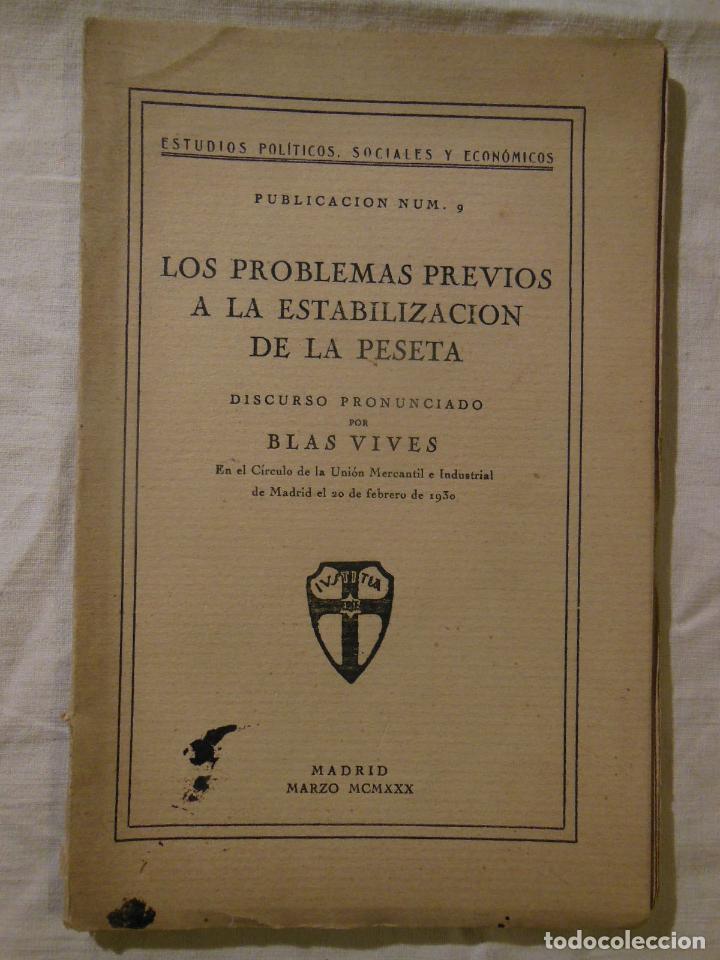 ESTUDIOS POLÍTICOS, SOCIALES Y ECONÓMICOS
PUBLICACION NUM. 9
LOS PROBLEMAS PREVIOS
A LA ESTABILIZACION
DE LA PESETA
DISCURSO PRONUNCIADO
POR
BLAS VIVES
En el Círculo de la Unión Mercantil e Industrial
de Madrid el 20 de febrero de 1930
IVSTITIA
MADRID
MARZO MCMXXX
todocoleccion.net